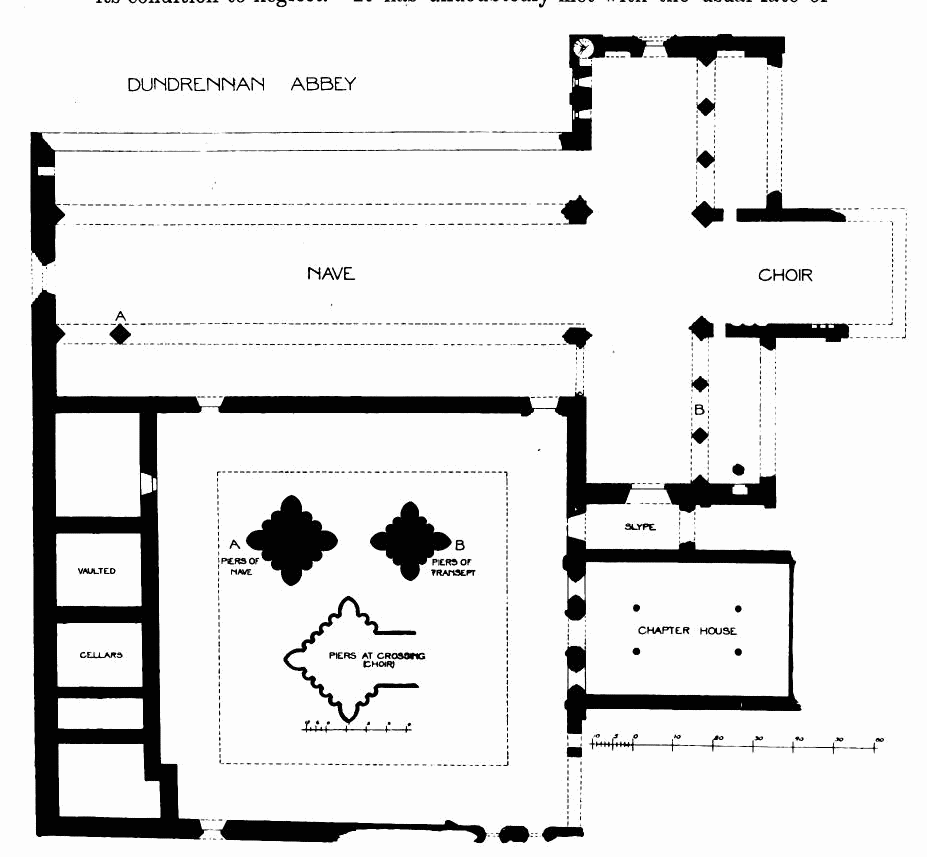 its condition to neglect. It has undoubtedly met with the usual fate of
DUNDRENNAN ABBEY
NAVE
CHOIR
A
B
SLYPE
A
PIERS OF
NAVE
B
PIERS OF
TRANSEPT
VAULTED
CHAPTER HOUSE
CELLARS
PIERS AT CROSSING
(CHOIR)
10 5 0 10 20 30 40 50 60